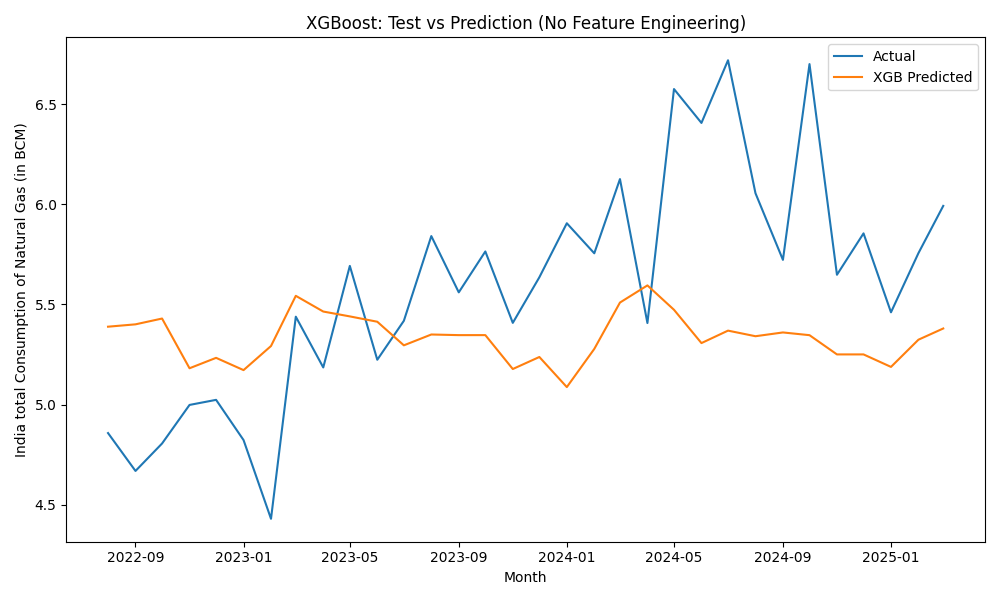 XGBoost: Test vs Prediction (No Feature Engineering)
Actual
XGB Predicted
India total Consumption of Natural Gas (in BCM)
6.5
6.0
5.5
5.0
4.5
2022-09
2023-01
2023-05
2023-09
2024-01
2024-05
2024-09
2025-01
Month